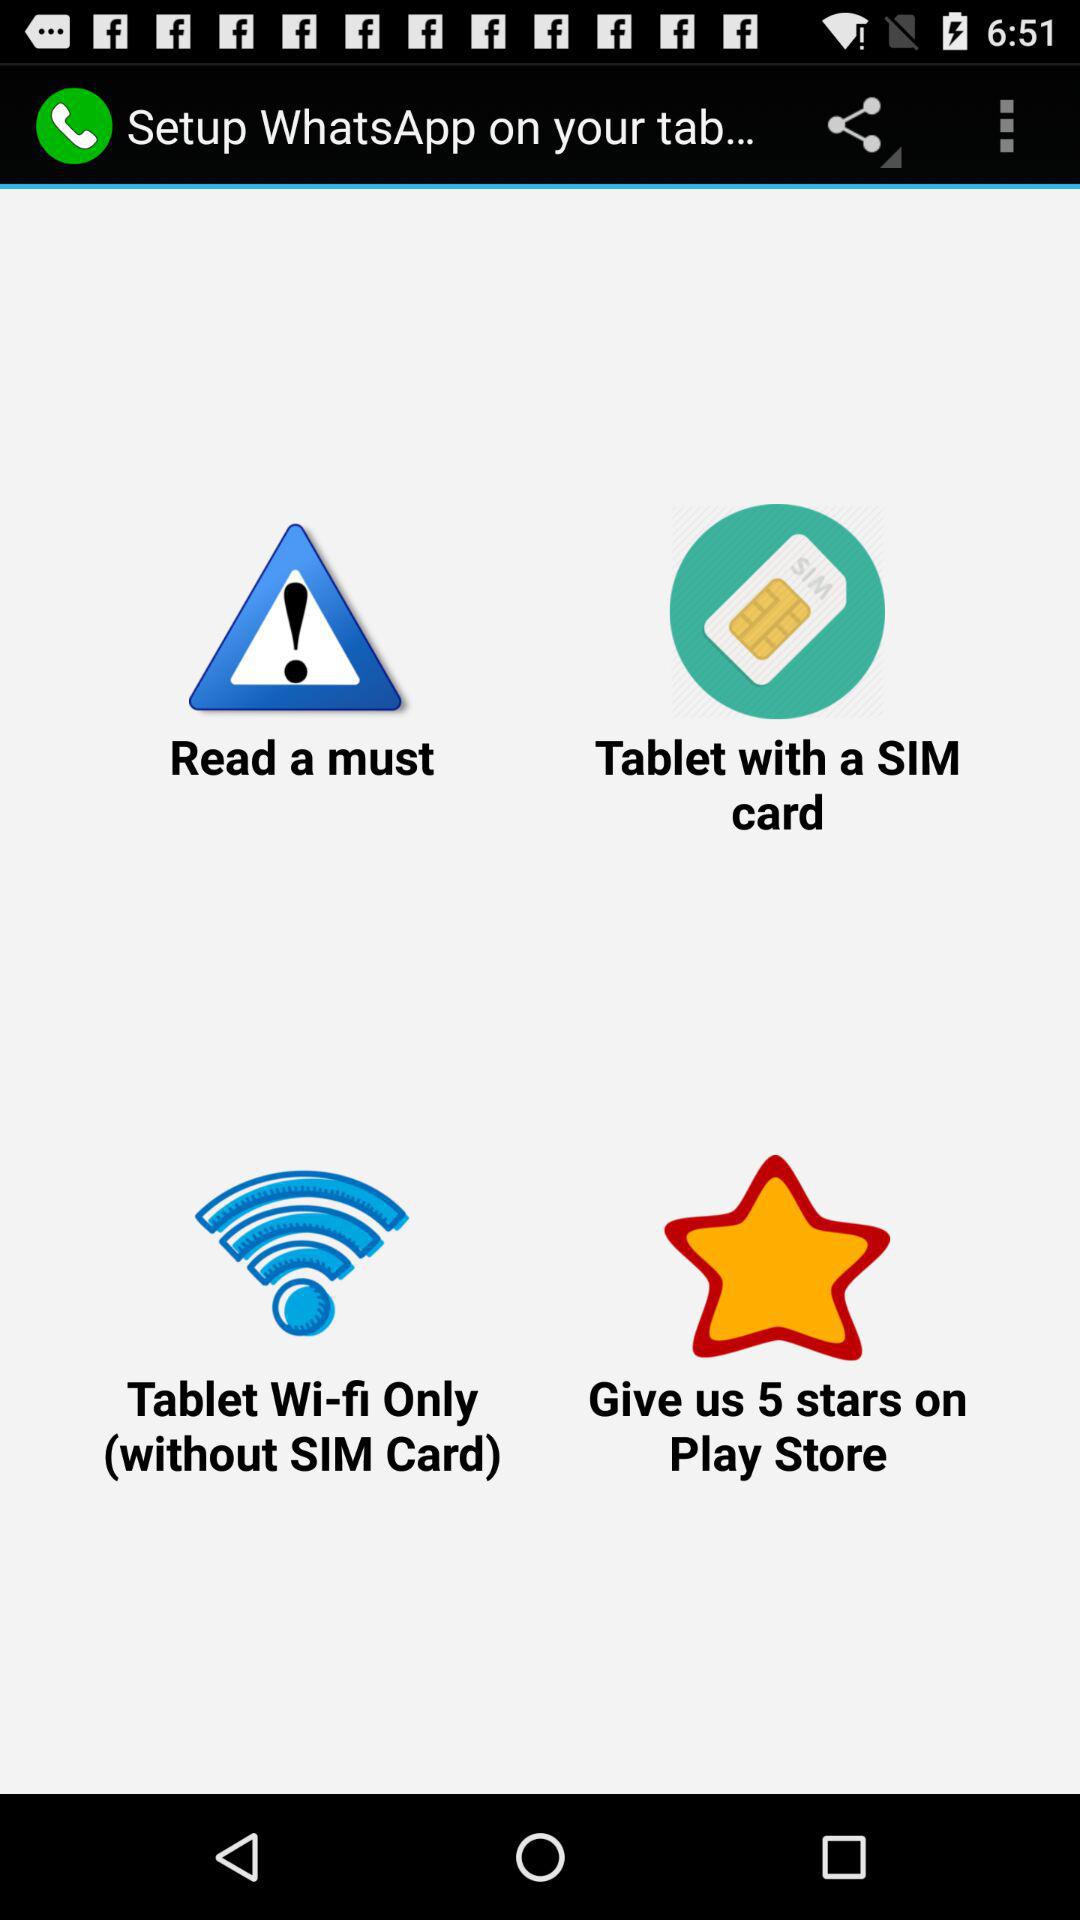 6:51
Setup WhatsApp on your tab...
SIM
Read a must
Tablet with a SIM
card
Tablet Wi-fi Only
(without SIM Card)
Give us 5 stars on
Play Store